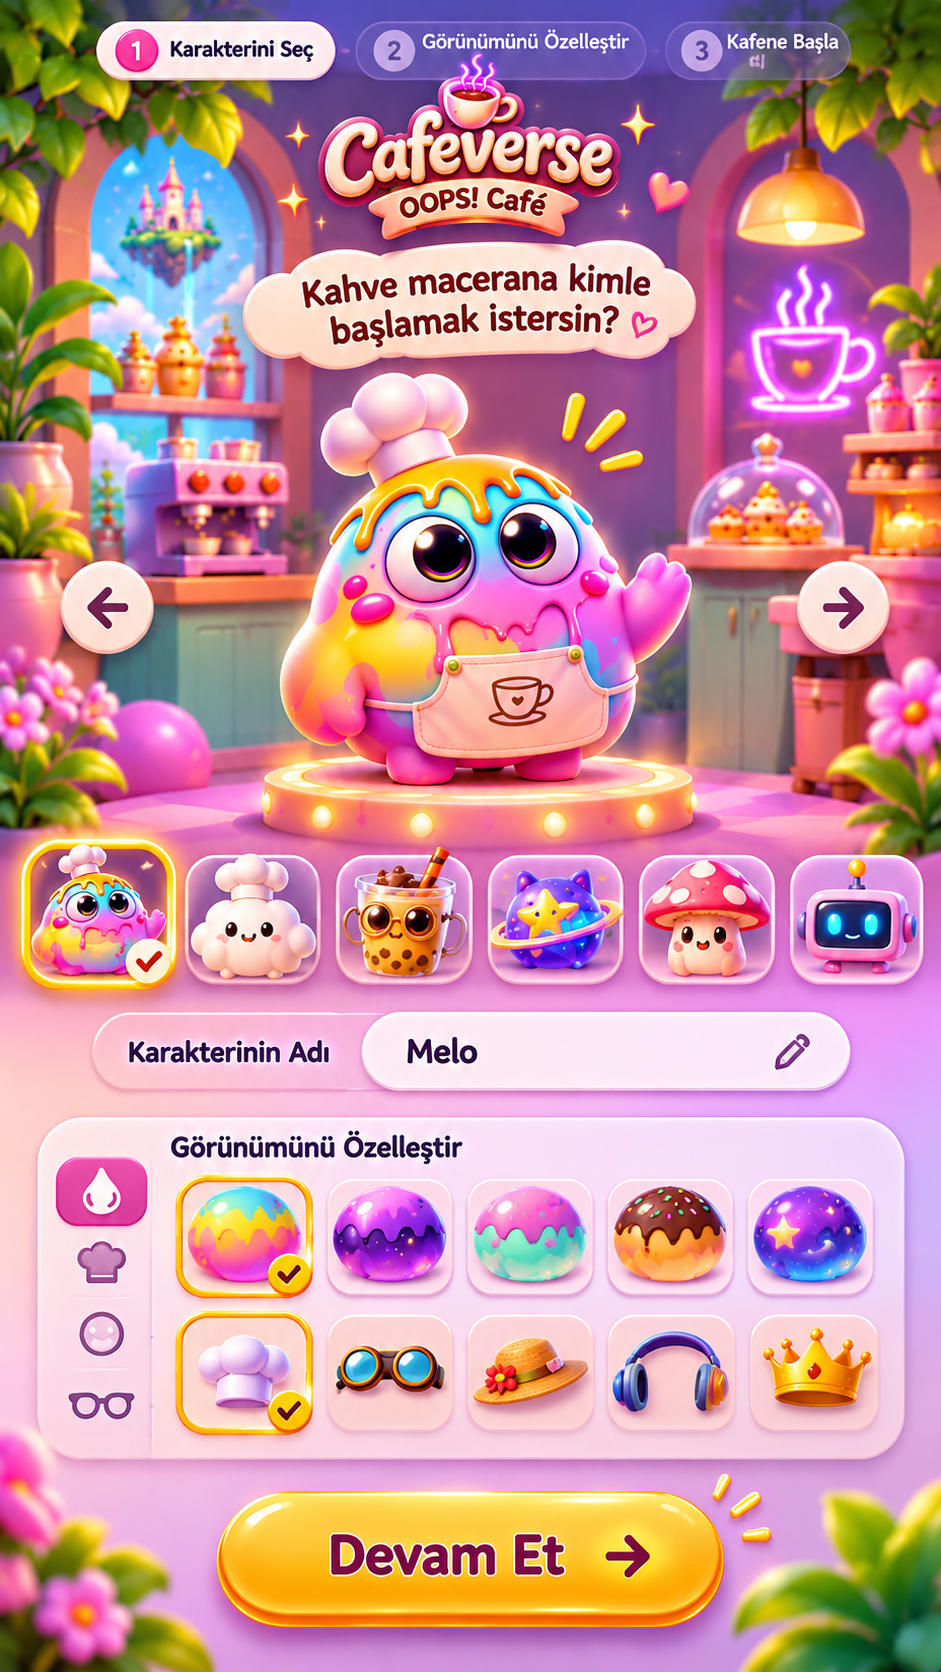 1 Karakterini Seç
2 Görünümünü Özelleştir
3 Kafene Başla
Cafeverse
OOPS! Café
Kahve macerana kimle
başlamak istersin?
Karakterinin Adı
Melo
Görünümünü Özelleştir
Devam Et →